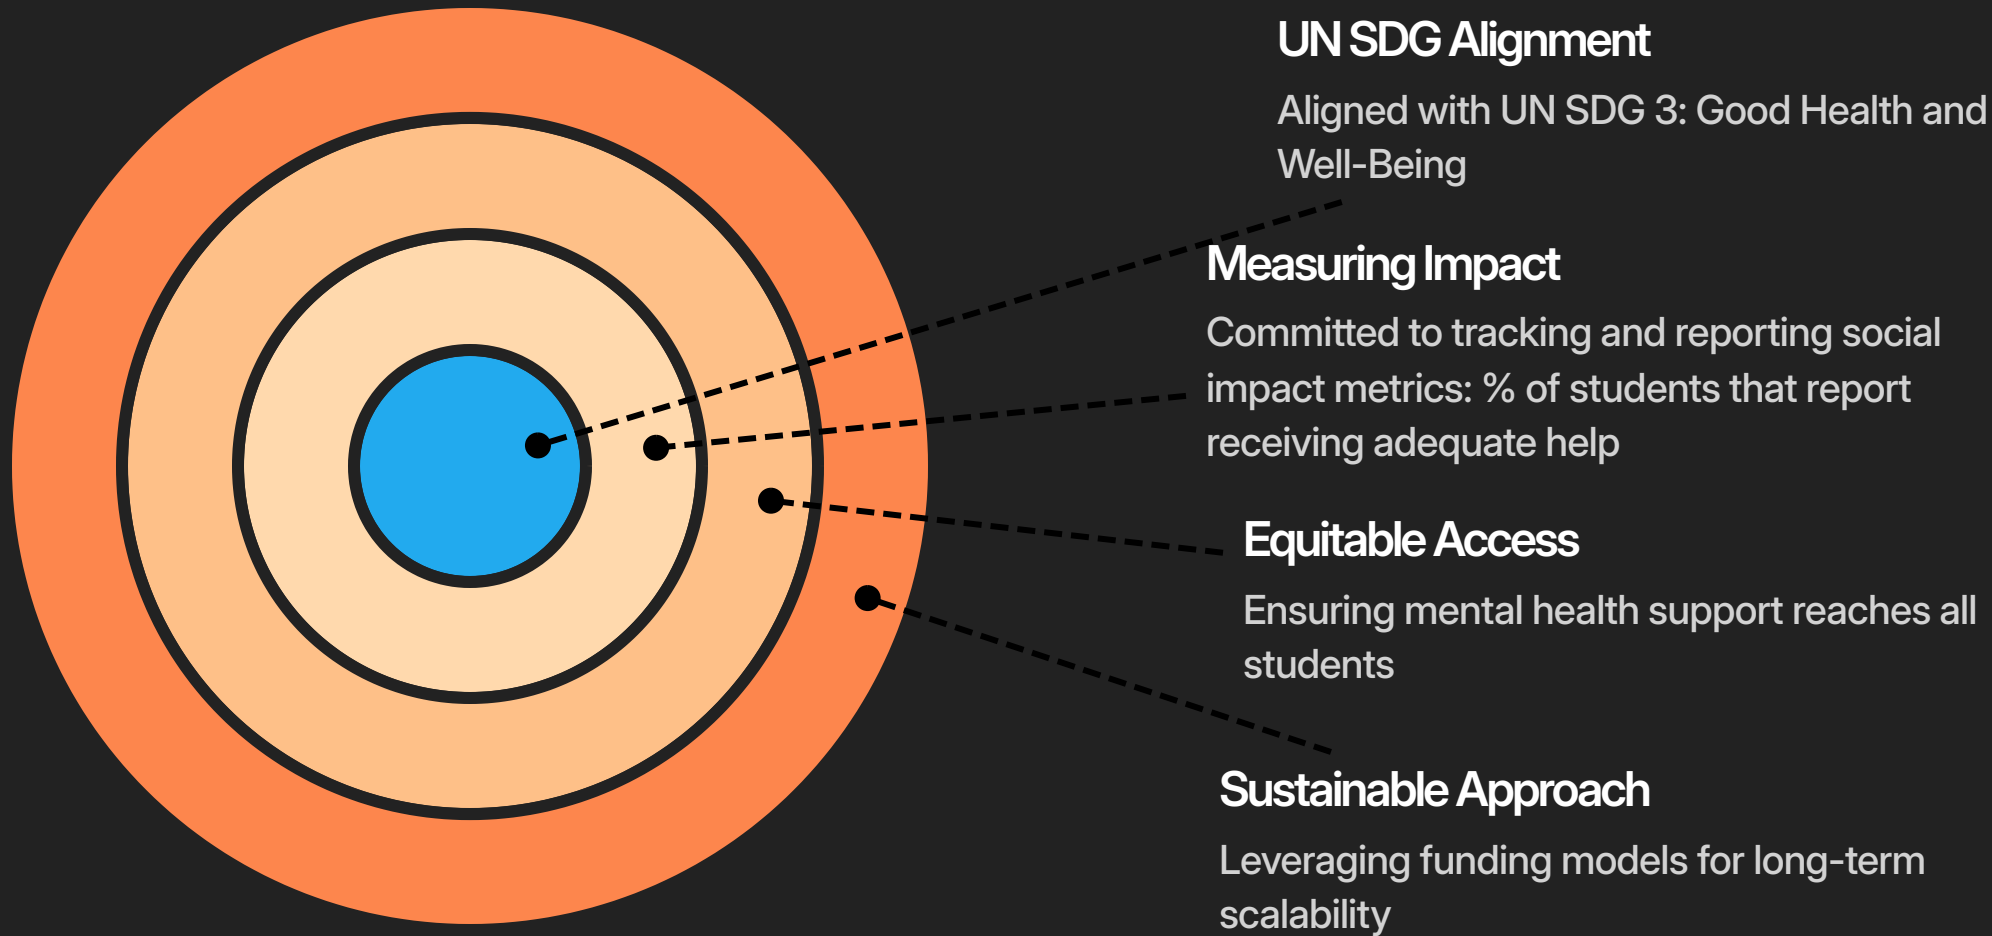 UN SDG Alignment
Aligned with UN SDG 3: Good Health and
Well-Being
Measuring Impact
Committed to tracking and reporting social
impact metrics: % of students that report
receiving adequate help
Equitable Access
Ensuring mental health support reaches all
students
Sustainable Approach
Leveraging funding models for long-term
scalability